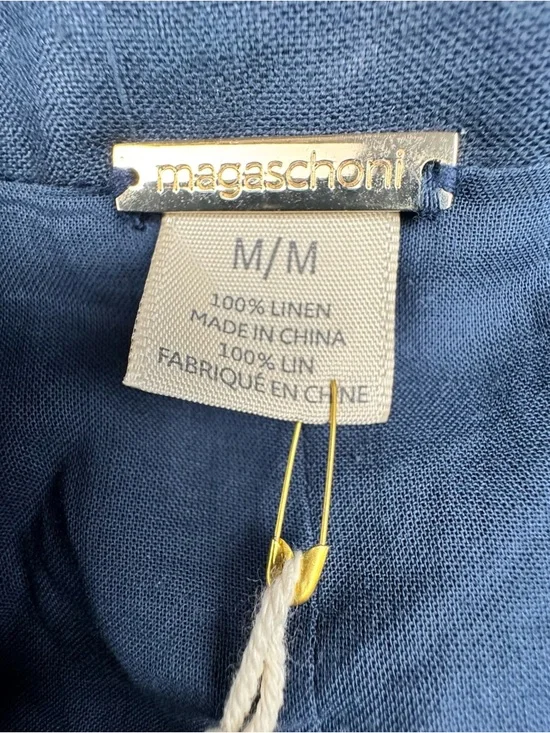 magaschoni
M/M
100% LINEN
MADE IN CHINA
100% LIN
FABRIQUÉ EN CHINE